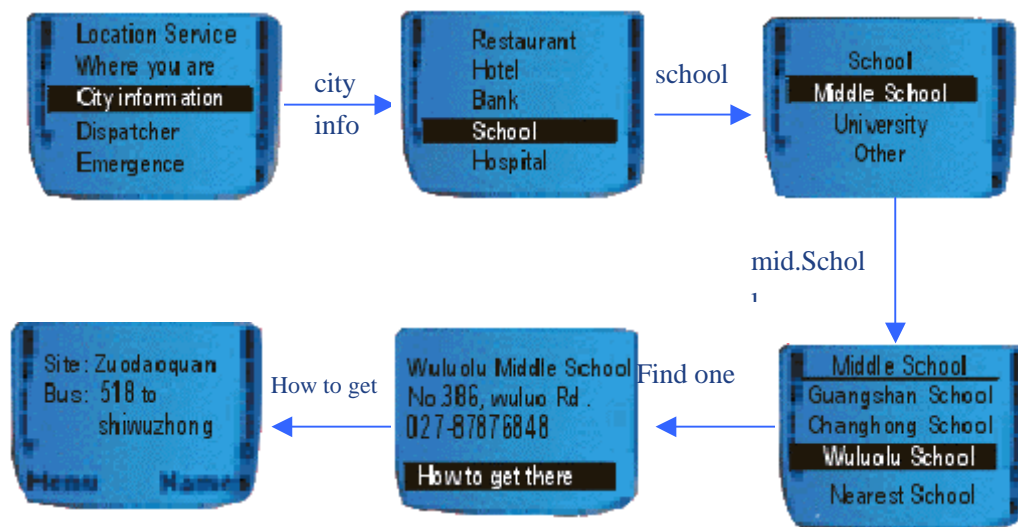 Location Service
Where you are
City information
Dispatcher
Emergence
city
info
Restaurant
Hotel
Bank
School
Hospital
school
School
Middle School
University
Other
mid.Schol
Middle School
Guangshan School
Changhong School
Wuluolu School
Nearest School
Find one
Wuluolu Middle School
No.386, wuluo Rd.
027-87876848
How to get there
How to get
Site: Zuodaoquan
Bus: 518 to
shiwuzhong
Menu Names